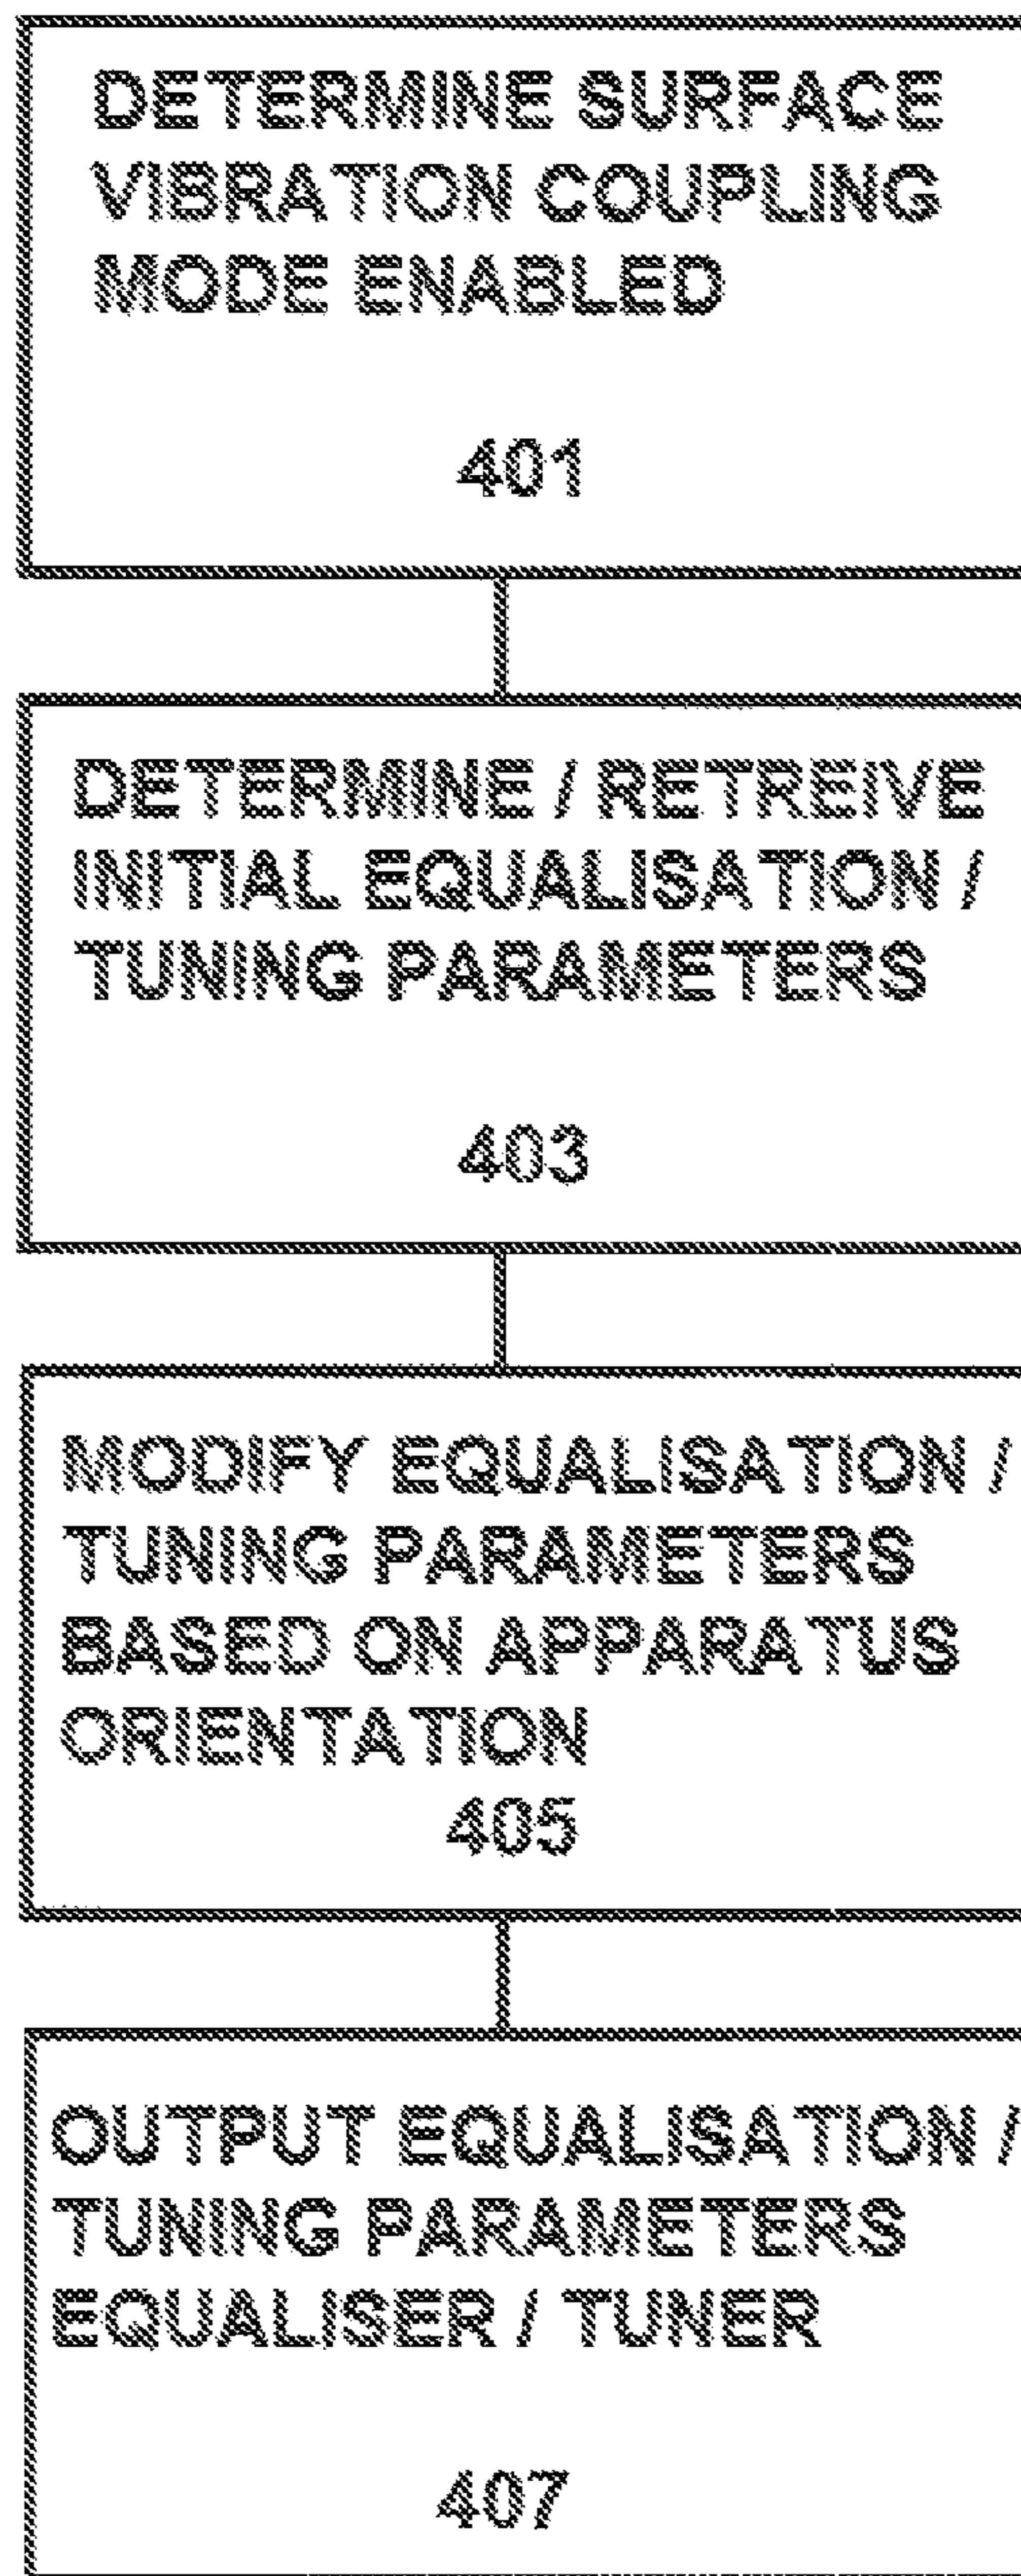 DETERMINE SURFACE
VIBRATION COUPLING
MODE ENABLED
401
DETERMINE / RETREIVE
INITIAL EQUALISATION /
TUNING PARAMETERS
403
MODIFY EQUALISATION /
TUNING PARAMETERS
BASED ON APPARATUS
ORIENTATION
405
OUTPUT EQUALISATION /
TUNING PARAMETERS
EQUALISER / TUNER
407